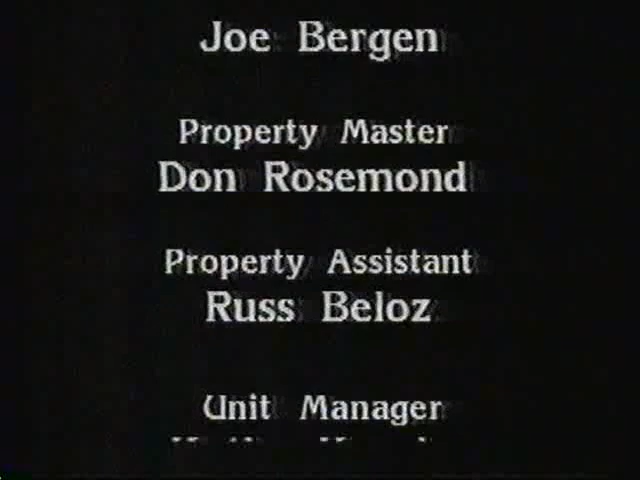 Joe Bergen
Property Master
Don Rosemond
Property Assistant
Russ Beloz
Unit Manager